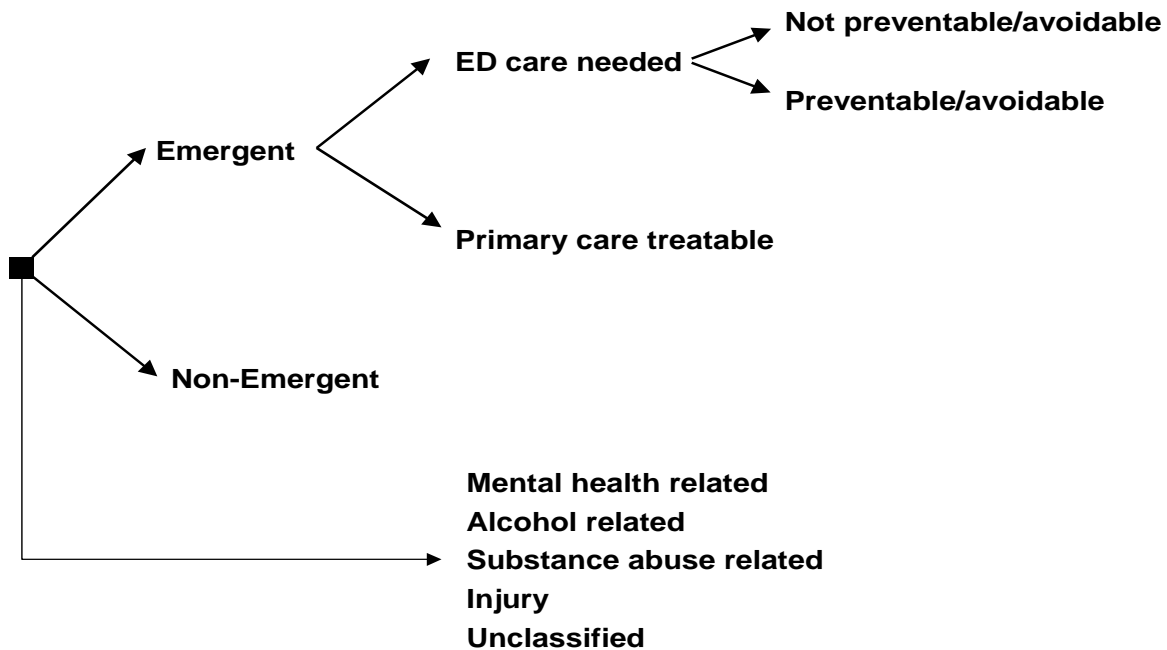 Not preventable/avoidable
ED care needed
Preventable/avoidable
Emergent
Primary care treatable
Non-Emergent
Mental health related
Alcohol related
Substance abuse related
Injury
Unclassified